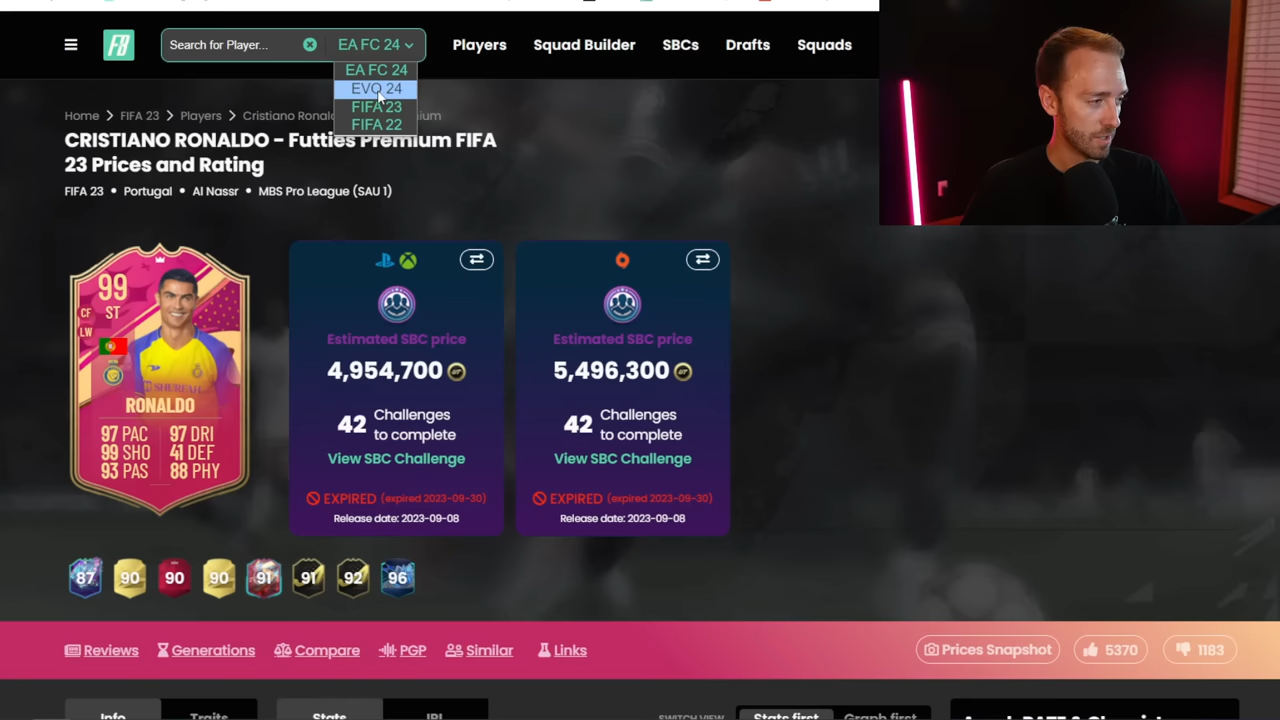 FB
Search for Player...
EA FC 24
Players
Squad Builder
SBCs
Drafts
Squads
EA FC 24
EVO 24
FIFA 23
FIFA 22
Home > FIFA 23 > Players >
CRISTIANO RONALDO - Futties Premium FIFA
23 Prices and Rating
FIFA 23 • Portugal • Al Nassr • MBS Pro League (SAU 1)
99
ST
CF
LW
RONALDO
97 PAC 97 DRI
99 SHO 41 DEF
93 PAS 88 PHY
Estimated SBC price
4,954,700
42 Challenges
to complete
View SBC Challenge
EXPIRED (expired 2023-09-30)
Release date: 2023-09-08
Estimated SBC price
5,496,300
42 Challenges
to complete
View SBC Challenge
EXPIRED (expired 2023-09-30)
Release date: 2023-09-08
87 90 90 90 91 91 92 96
Reviews Generations Compare PGP Similar Links
Prices Snapshot 5370 1183
Info Traits Stats IRL SWITCH VIEW Stats first Graph first